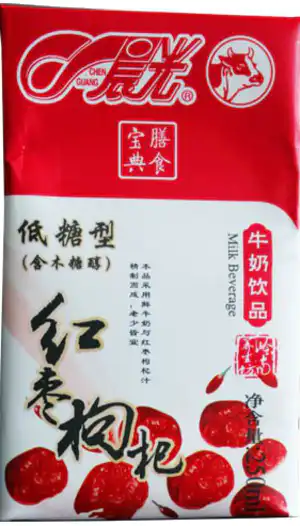 晨光®
CHEN
GUANG
膳食
宝典
低糖型
(含木糖醇)
本品采用鲜牛奶与红枣枸杞汁
精制而成,老少皆宜
牛奶饮品
Milk Beverage
红枣枸杞
净含量:250ml